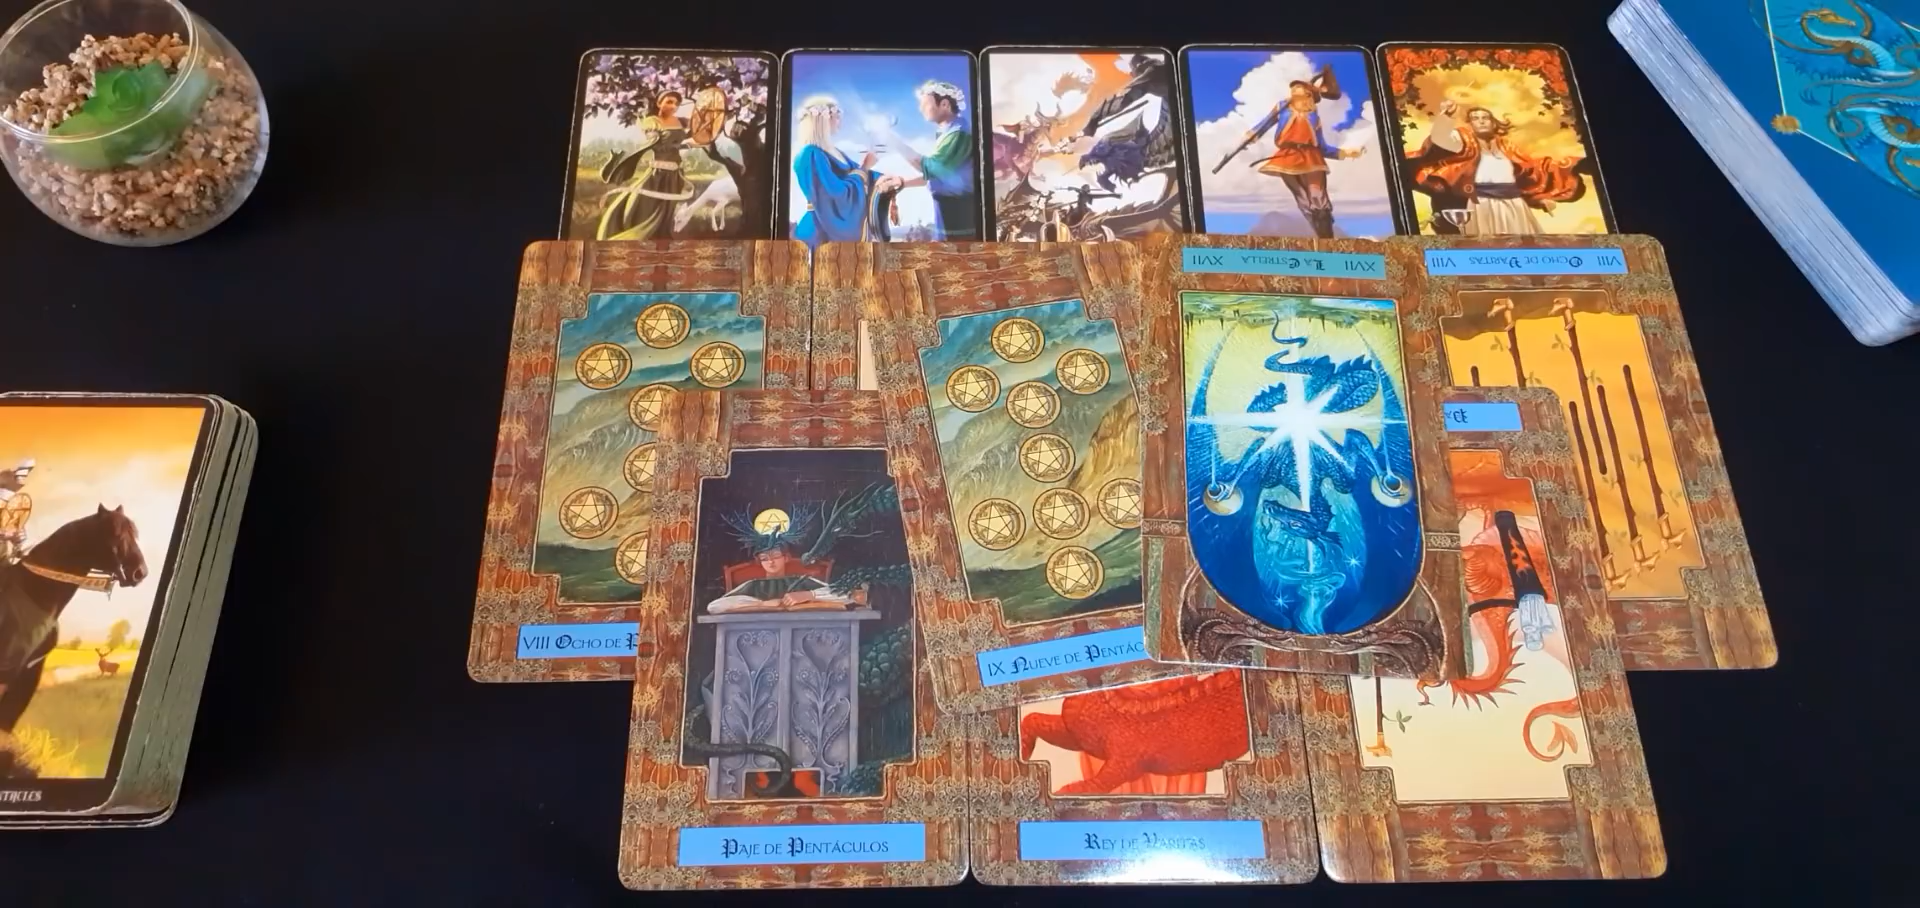 XVII LA ESTRELLA XVII
VIII OCHO DE VARITAS VIII
VIII OCHO DE P
IX NUEVE DE PENTÁC
PAJE DE PENTÁCULOS
REY DE VARITAS
NTACLES